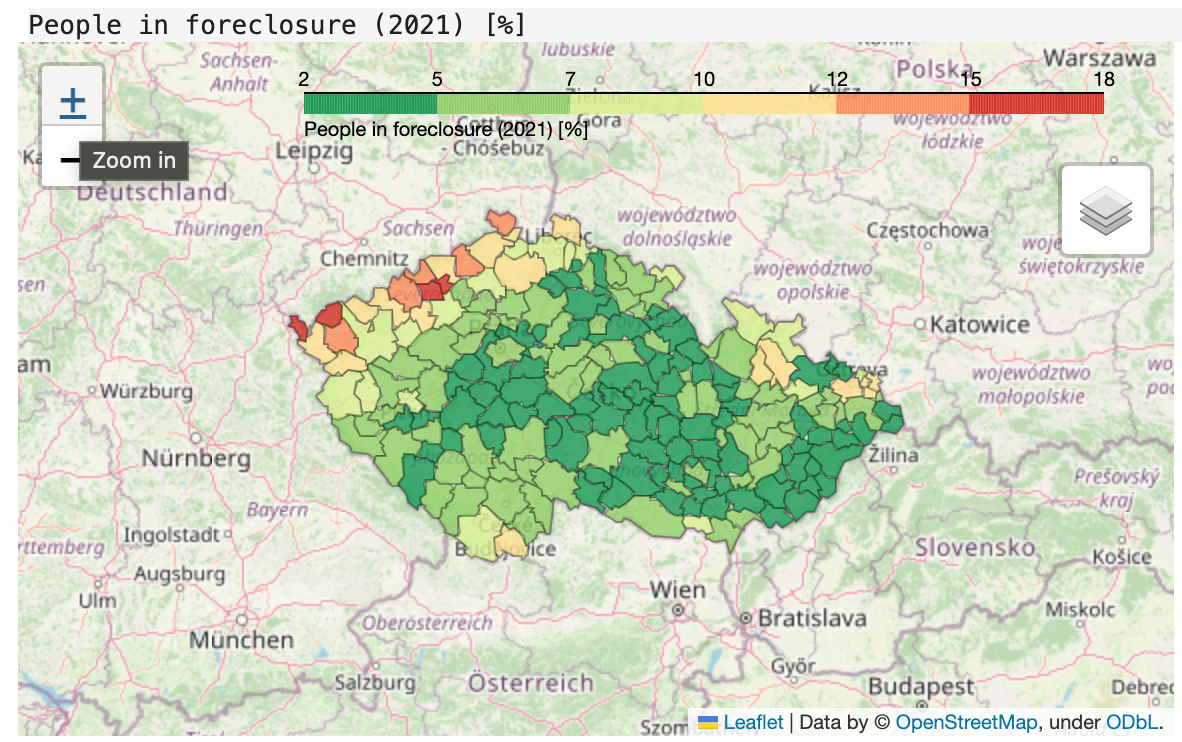 People in foreclosure (2021) [%]
lubuskie
Sachsen-
Anhalt
Polska
Warszawa
2 5 7 10 12 15 18
±
People in foreclosure (2021) [%]
Góra
województwo
łódzkie
- Chóśebuz
Leipzig
Zoom in
Deutschland
Thüringen
Sachsen
województwo
dolnośląskie
Częstochowa
Chemnitz
województwo
opolskie
świętokrzyskie
Katowice
województwo
małopolskie
Würzburg
Nürnberg
Žilina
Prešovský
kraj
Bayern
Ingolstadt
Slovensko
Košice
Augsburg
Ulm
Wien
Miskolc
Bratislava
München
Oberösterreich
Győr
Salzburg
Österreich
Budapest
Leaflet | Data by © OpenStreetMap, under ODbL.